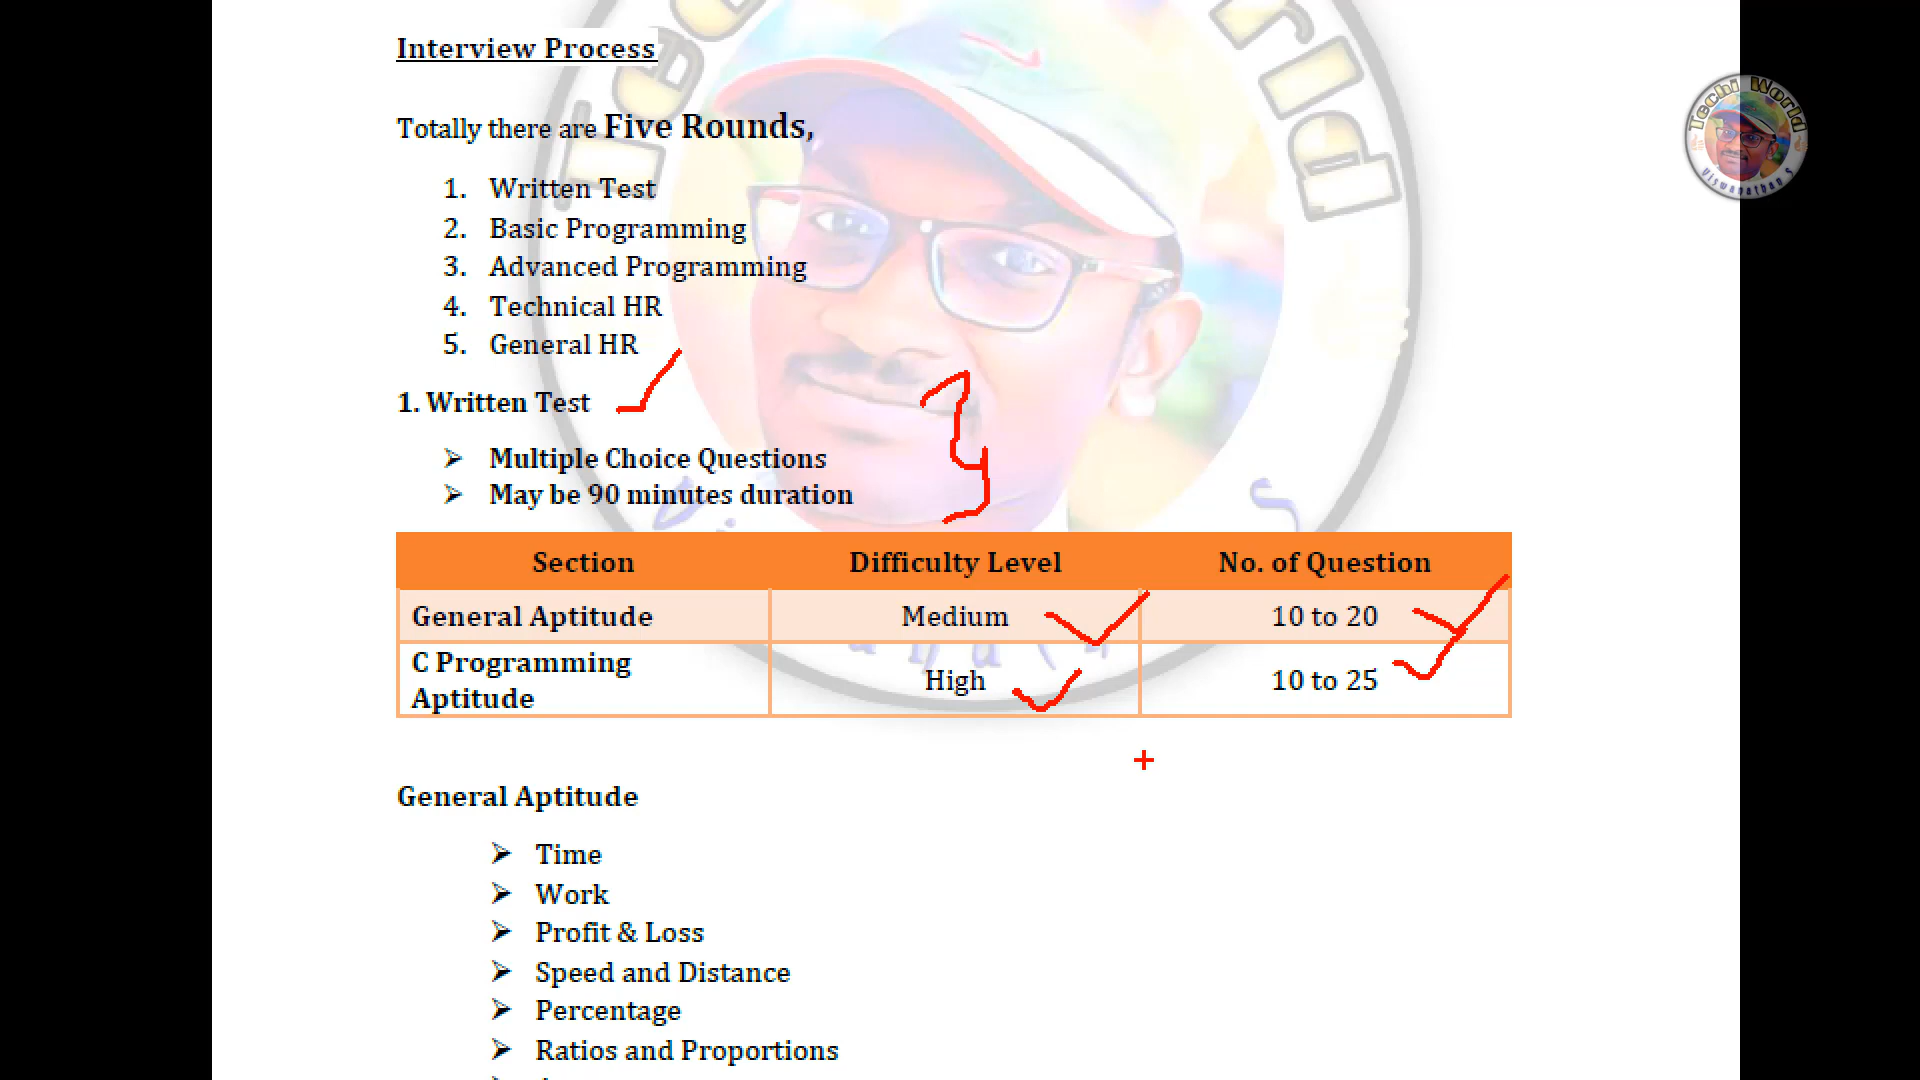 Interview Process
Totally there are Five Rounds,
1. Written Test
2. Basic Programming
3. Advanced Programming
4. Technical HR
5. General HR
1. Written Test
➢ Multiple Choice Questions
➢ May be 90 minutes duration
Section Difficulty Level No. of Question
General Aptitude Medium 10 to 20
C Programming Aptitude High 10 to 25
General Aptitude
➢ Time
➢ Work
➢ Profit & Loss
➢ Speed and Distance
➢ Percentage
➢ Ratios and Proportions
Techi World
Viswanathan S